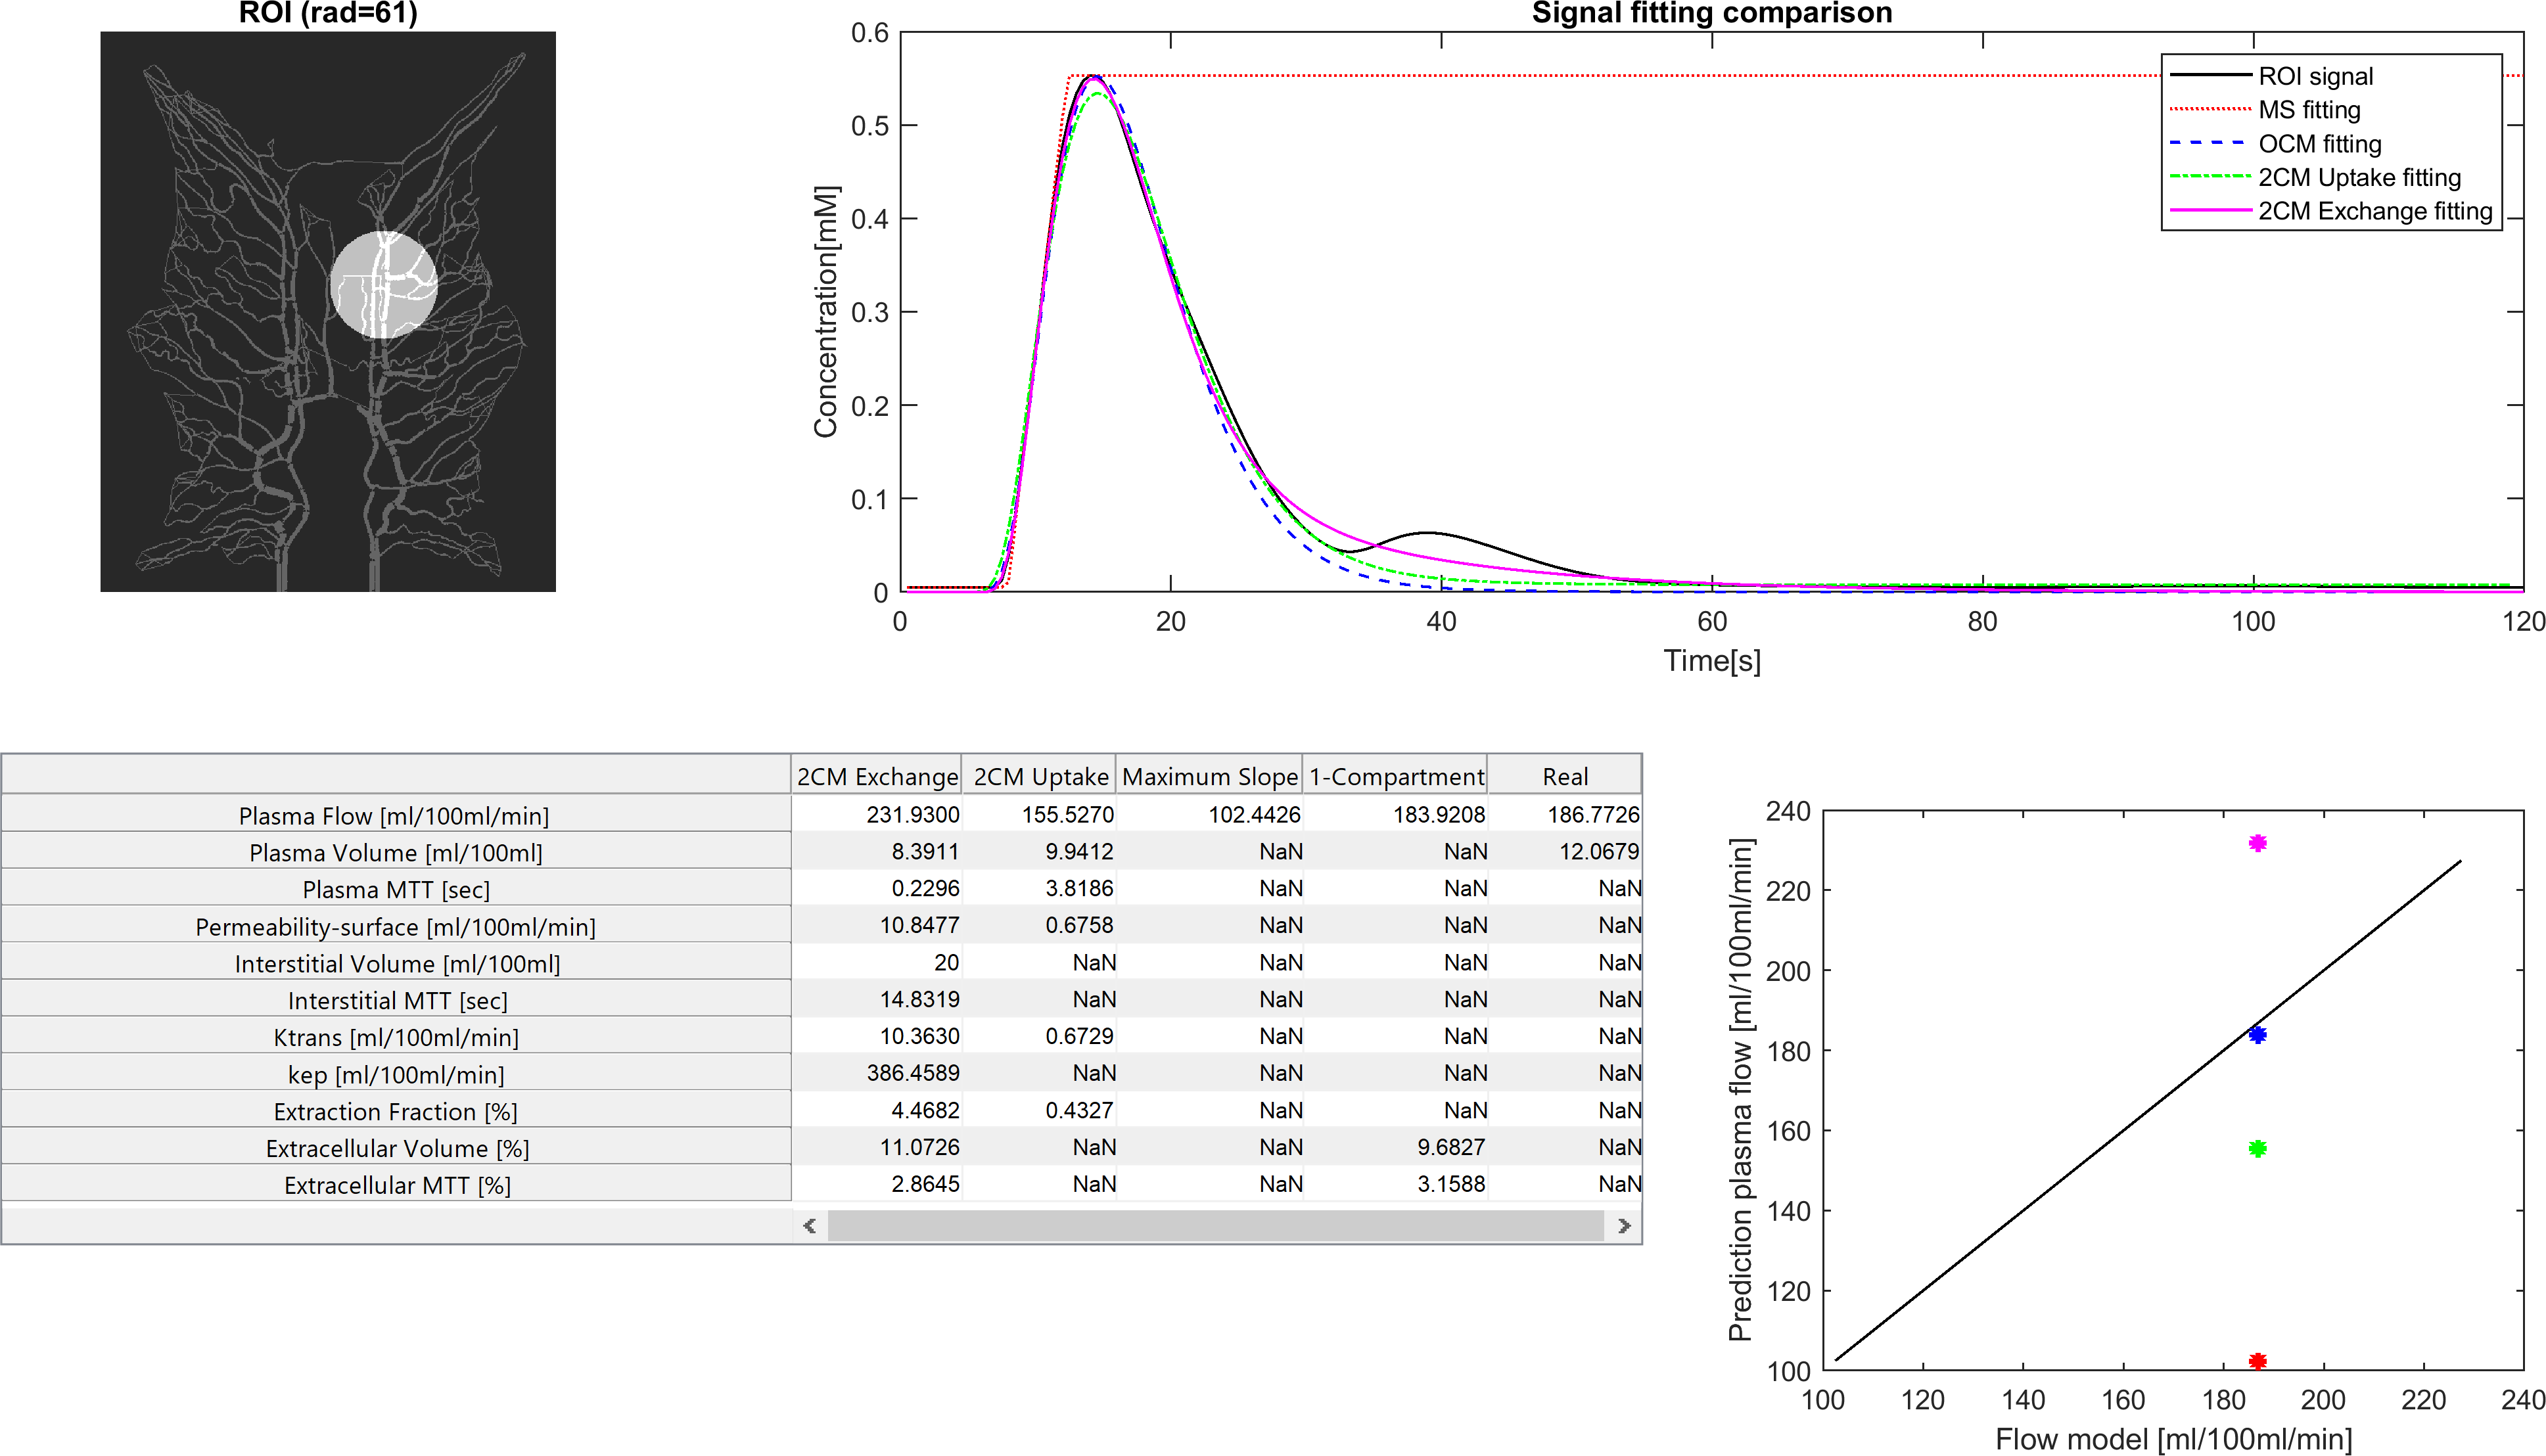 ROI (rad=61)
Signal fitting comparison
0.6
0.5
0.4
0.3
0.2
0.1
0
Concentration[mM]
0 20 40 60 80 100 120
Time[s]
ROI signal
MS fitting
OCM fitting
2CM Uptake fitting
2CM Exchange fitting
2CM Exchange 2CM Uptake Maximum Slope 1-Compartment Real
Plasma Flow [ml/100ml/min] 231.9300 155.5270 102.4426 183.9208 186.7726
Plasma Volume [ml/100ml] 8.3911 9.9412 NaN NaN 12.0679
Plasma MTT [sec] 0.2296 3.8186 NaN NaN NaN
Permeability-surface [ml/100ml/min] 10.8477 0.6758 NaN NaN NaN
Interstitial Volume [ml/100ml] 20 NaN NaN NaN NaN
Interstitial MTT [sec] 14.8319 NaN NaN NaN NaN
Ktrans [ml/100ml/min] 10.3630 0.6729 NaN NaN NaN
kep [ml/100ml/min] 386.4589 NaN NaN NaN NaN
Extraction Fraction [%] 4.4682 0.4327 NaN NaN NaN
Extracellular Volume [%] 11.0726 NaN NaN 9.6827 NaN
Extracellular MTT [%] 2.8645 NaN NaN 3.1588 NaN
240
220
200
180
160
140
120
100
Prediction plasma flow [ml/100ml/min]
100 120 140 160 180 200 220 240
Flow model [ml/100ml/min]